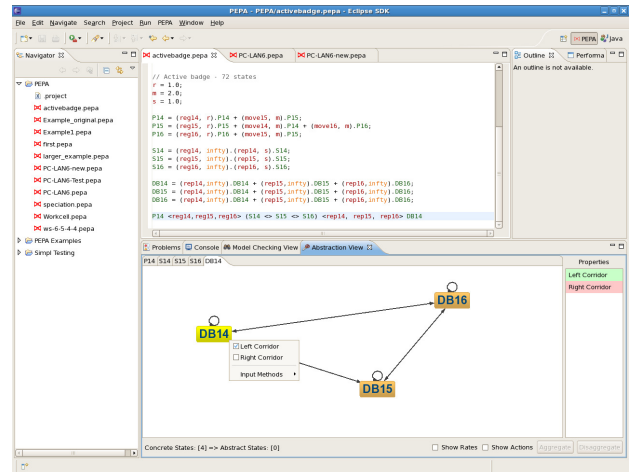 PEPA - PEPA/activebadge.pepa - Eclipse SDK
File Edit Navigate Search Project Run PEPA Window Help
PEPA Java
Navigator
activebadge.pepa PC-LAN6.pepa PC-LAN6-new.pepa
Outline Performa
PEPA
.project
activebadge.pepa
Example_original.pepa
Example1.pepa
first.pepa
larger_example.pepa
PC-LAN6-new.pepa
PC-LAN6-Test.pepa
PC-LAN6.pepa
speciation.pepa
Workcell.pepa
ws-6-5-4-4.pepa
PEPA Examples
Simpl Testing
// Active badge - 72 states
r = 1.0;
m = 2.0;
s = 1.0;
P14 = (reg14, r).P14 + (move15, m).P15;
P15 = (reg15, r).P15 + (move14, m).P14 + (move16, m).P16;
P16 = (reg16, r).P16 + (move15, m).P15;
S14 = (reg14, infty).(rep14, s).S14;
S15 = (reg15, infty).(rep15, s).S15;
S16 = (reg16, infty).(rep16, s).S16;
DB14 = (rep14,infty).DB14 + (rep15,infty).DB15 + (rep16,infty).DB16;
DB15 = (rep14,infty).DB14 + (rep15,infty).DB15 + (rep16,infty).DB16;
DB16 = (rep14,infty).DB14 + (rep15,infty).DB15 + (rep16,infty).DB16;
P14 <reg14,reg15,reg16> (S14 <> S15 <> S16) <rep14, rep15, rep16> DB14
An outline is not available.
Problems Console Model Checking View Abstraction View
P14 S14 S15 S16 DB14
Properties
Left Corridor
Right Corridor
DB16
DB14
Left Corridor
Right Corridor
Input Methods
DB15
Concrete States: [4] => Abstract States: [0]
Show Rates Show Actions Aggregate Disaggregate